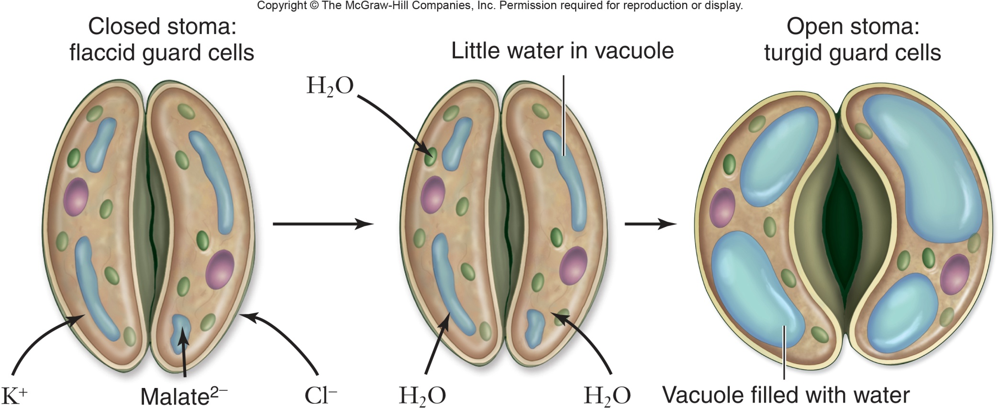 Copyright © The McGraw-Hill Companies, Inc. Permission required for reproduction or display.
Closed stoma:
flaccid guard cells
Little water in vacuole
Open stoma:
turgid guard cells
H₂O
K⁺
Malate²⁻
Cl⁻
H₂O
H₂O
Vacuole filled with water